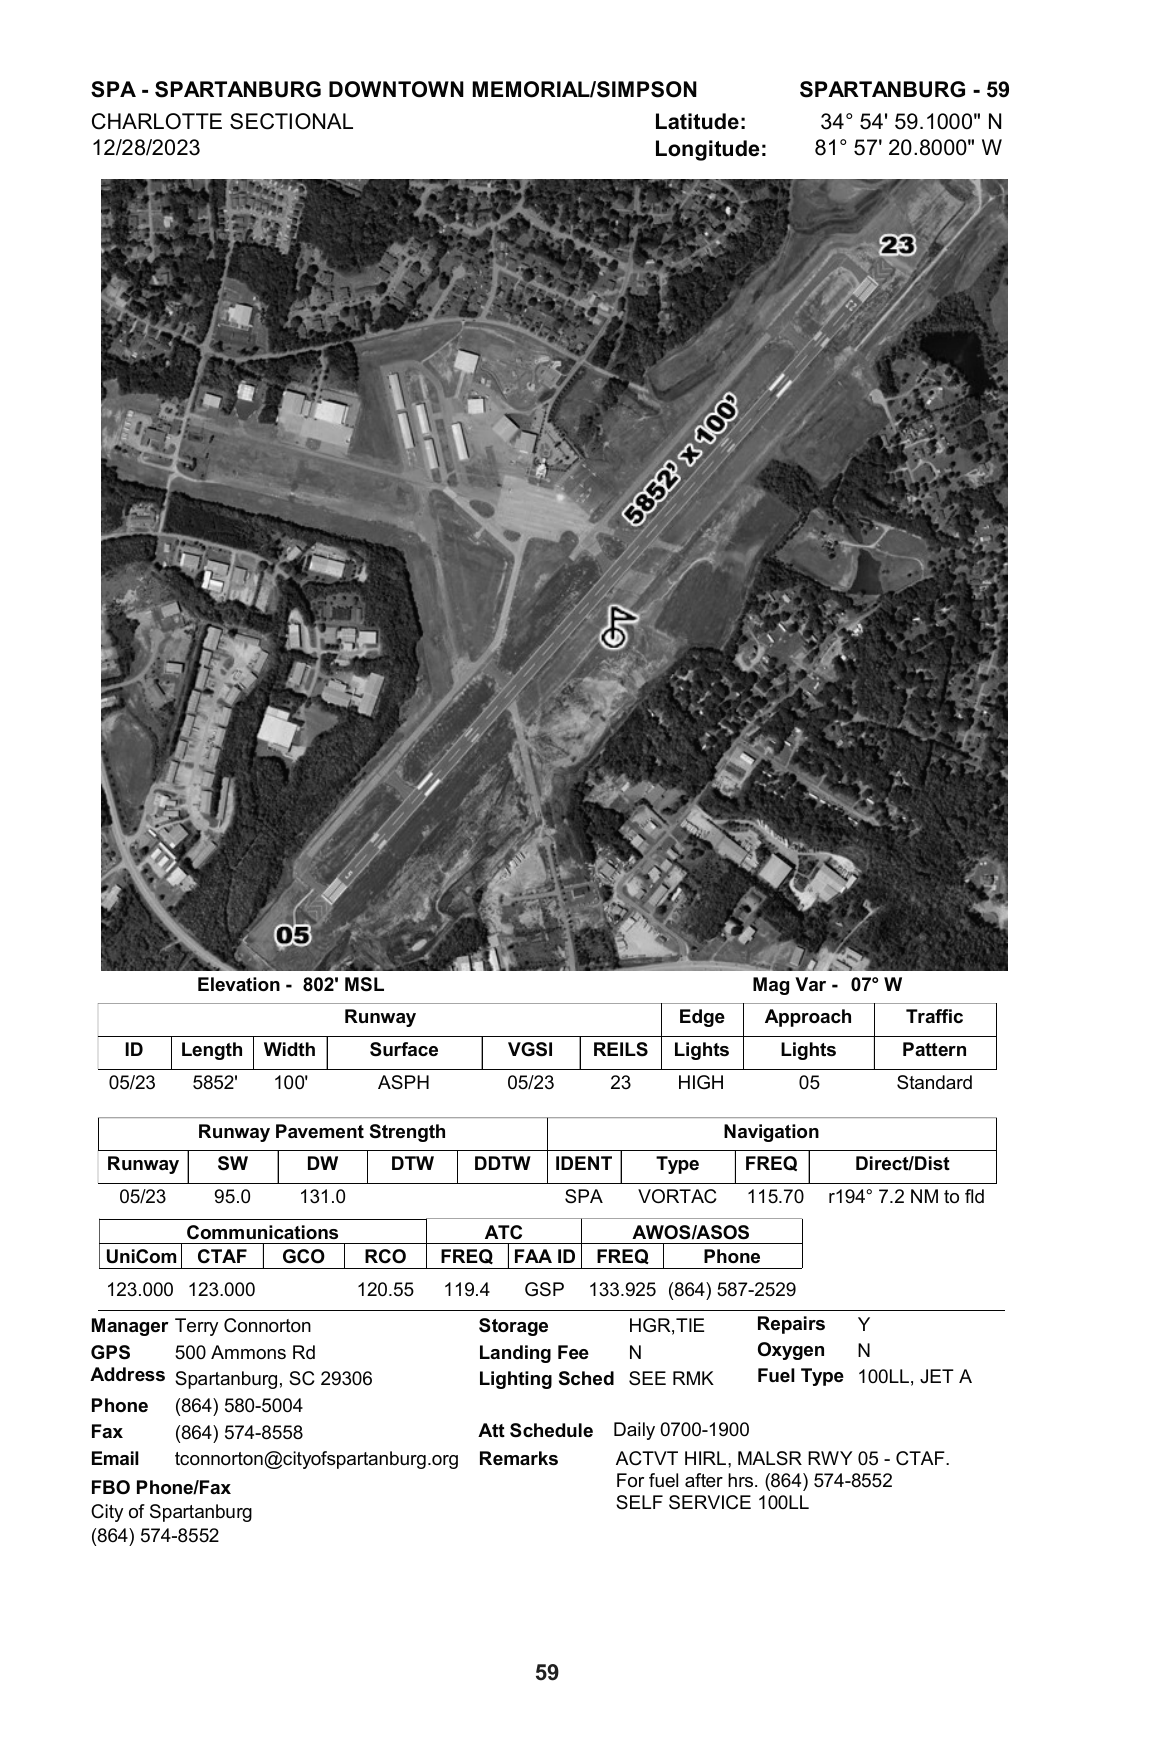 SPA - SPARTANBURG DOWNTOWN MEMORIAL/SIMPSON SPARTANBURG - 59
CHARLOTTE SECTIONAL Latitude: 34° 54' 59.1000" N
12/28/2023 Longitude: 81° 57' 20.8000" W
23
5852' x 100'
05
Elevation - 802' MSL Mag Var - 07° W
Runway Edge Approach Traffic
ID Length Width Surface VGSI REILS Lights Lights Pattern
05/23 5852' 100' ASPH 05/23 23 HIGH 05 Standard
Runway Pavement Strength Navigation
Runway SW DW DTW DDTW IDENT Type FREQ Direct/Dist
05/23 95.0 131.0 SPA VORTAC 115.70 r194° 7.2 NM to fld
Communications ATC AWOS/ASOS
UniCom CTAF GCO RCO FREQ FAA ID FREQ Phone
123.000 123.000 120.55 119.4 GSP 133.925 (864) 587-2529
Manager Terry Connorton Storage HGR,TIE Repairs Y
GPS 500 Ammons Rd Landing Fee N Oxygen N
Address Spartanburg, SC 29306 Lighting Sched SEE RMK Fuel Type 100LL, JET A
Phone (864) 580-5004
Fax (864) 574-8558 Att Schedule Daily 0700-1900
Email tconnorton@cityofspartanburg.org Remarks ACTVT HIRL, MALSR RWY 05 - CTAF.
For fuel after hrs. (864) 574-8552
FBO Phone/Fax
SELF SERVICE 100LL
City of Spartanburg
(864) 574-8552
59